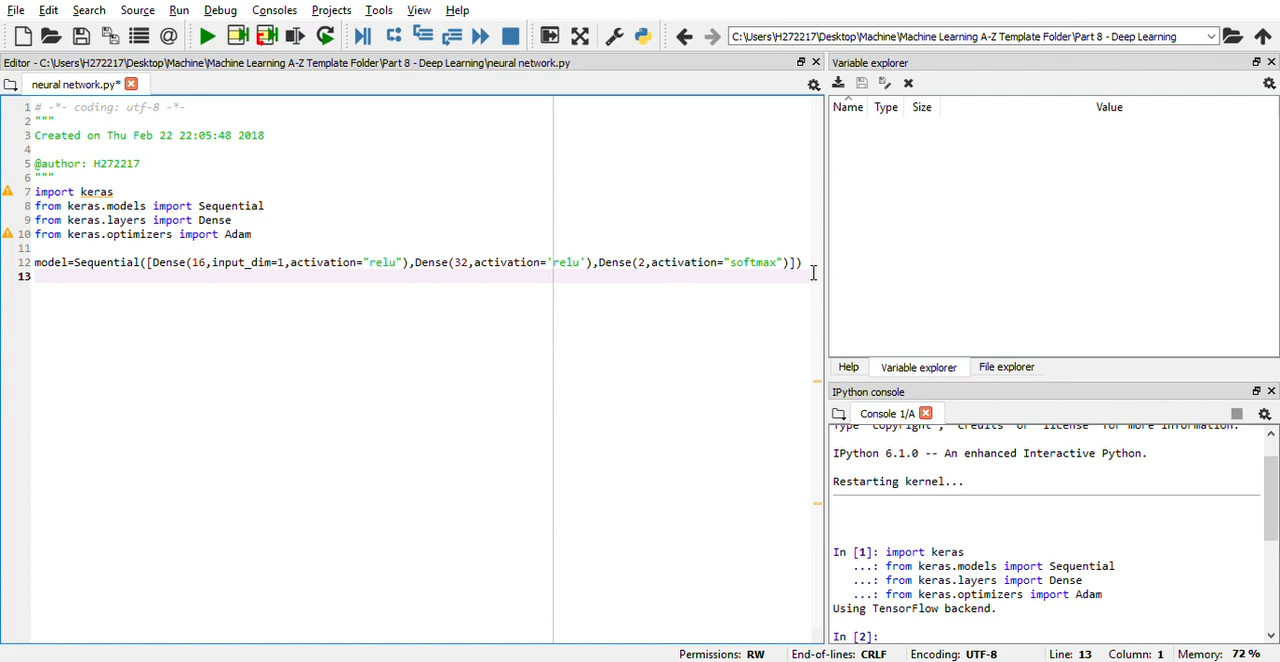 File Edit Search Source Run Debug Consoles Projects Tools View Help
C:\Users\H272217\Desktop\Machine\Machine Learning A-Z Template Folder\Part 8 - Deep Learning
Editor - C:\Users\H272217\Desktop\Machine\Machine Learning A-Z Template Folder\Part 8 - Deep Learning\neural network.py
neural network.py*
1 # -*- coding: utf-8 -*-
2 """
3 Created on Thu Feb 22 22:05:48 2018
4
5 @author: H272217
6 """
7 import keras
8 from keras.models import Sequential
9 from keras.layers import Dense
10 from keras.optimizers import Adam
11
12 model=Sequential([Dense(16,input_dim=1,activation="relu"),Dense(32,activation='relu'),Dense(2,activation="softmax")])
13
Variable explorer
Name Type Size Value
Help Variable explorer File explorer
IPython console
Console 1/A
Type "copyright", "credits" or "license" for more information.
IPython 6.1.0 -- An enhanced Interactive Python.
Restarting kernel...
In [1]: import keras
...: from keras.models import Sequential
...: from keras.layers import Dense
...: from keras.optimizers import Adam
Using TensorFlow backend.
In [2]:
Permissions: RW End-of-lines: CRLF Encoding: UTF-8 Line: 13 Column: 1 Memory: 72 %